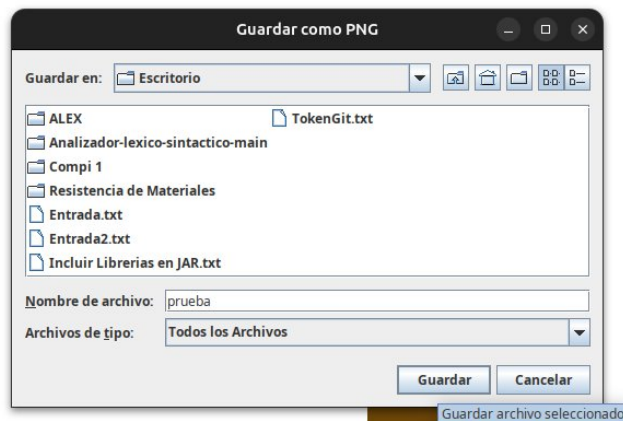 Guardar como PNG
Guardar en: Escritorio
ALEX
Analizador-lexico-sintactico-main
Compi 1
Resistencia de Materiales
Entrada.txt
Entrada2.txt
Incluir Librerias en JAR.txt
TokenGit.txt
Nombre de archivo: prueba
Archivos de tipo: Todos los Archivos
Guardar Cancelar
Guardar archivo seleccionado